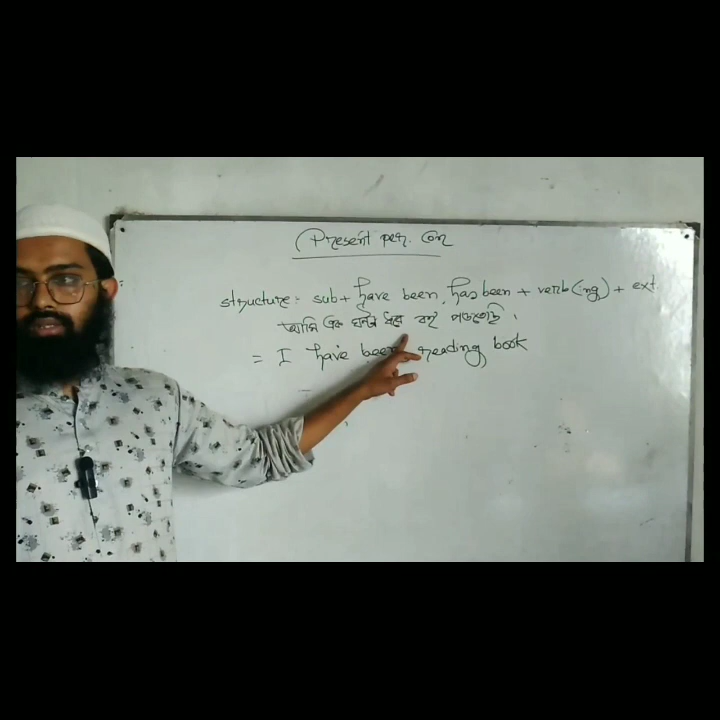 Present per. Con
structure:- sub+ have been, has been + verb(ing) + ext.
আমি এক ঘন্টা ধরে বই পড়তেছি।
= I have been reading book